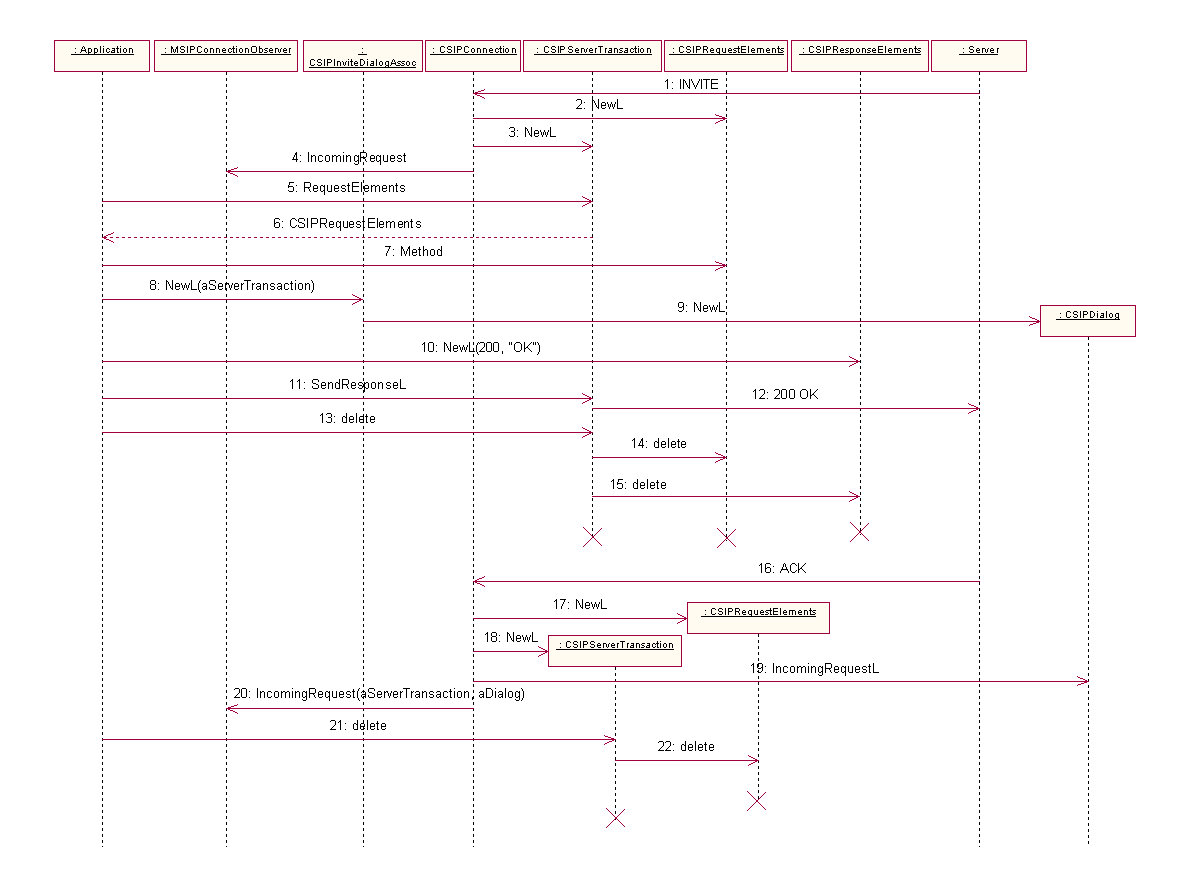 : Application
: MSIPConnectionObserver
:
CSIPInviteDialogAssoc
: CSIPConnection
: CSIPServerTransaction
: CSIPRequestElements
: CSIPResponseElements
: Server
1: INVITE
2: NewL
3: NewL
4: IncomingRequest
5: RequestElements
6: CSIPRequestElements
7: Method
8: NewL(aServerTransaction)
9: NewL
: CSIPDialog
10: NewL(200, "OK")
11: SendResponseL
12: 200 OK
13: delete
14: delete
15: delete
16: ACK
17: NewL
: CSIPRequestElements
18: NewL
: CSIPServerTransaction
19: IncomingRequestL
20: IncomingRequest(aServerTransaction, aDialog)
21: delete
22: delete